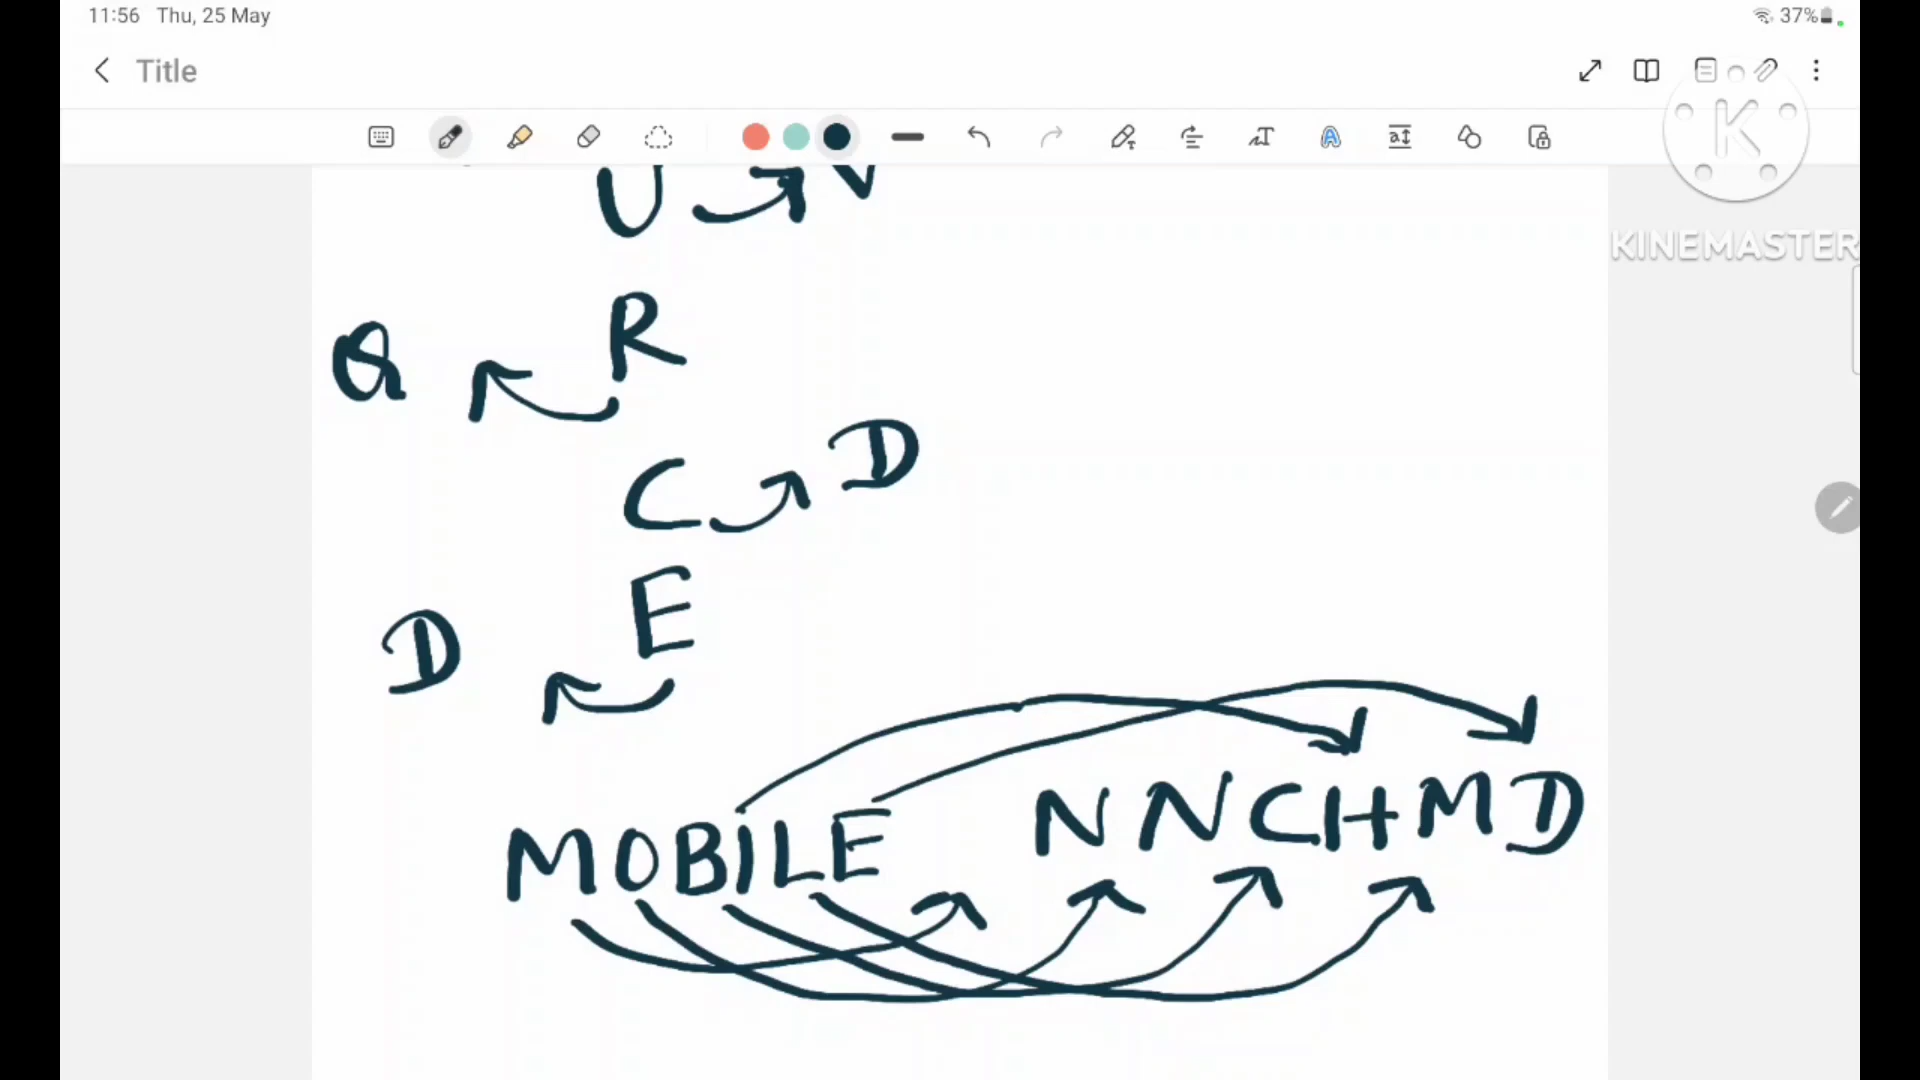 11:56 Thu, 25 May 37%
Title
K
KINEMASTER
U V
R
Q
C D
E
D
MOBILE NNCHMD